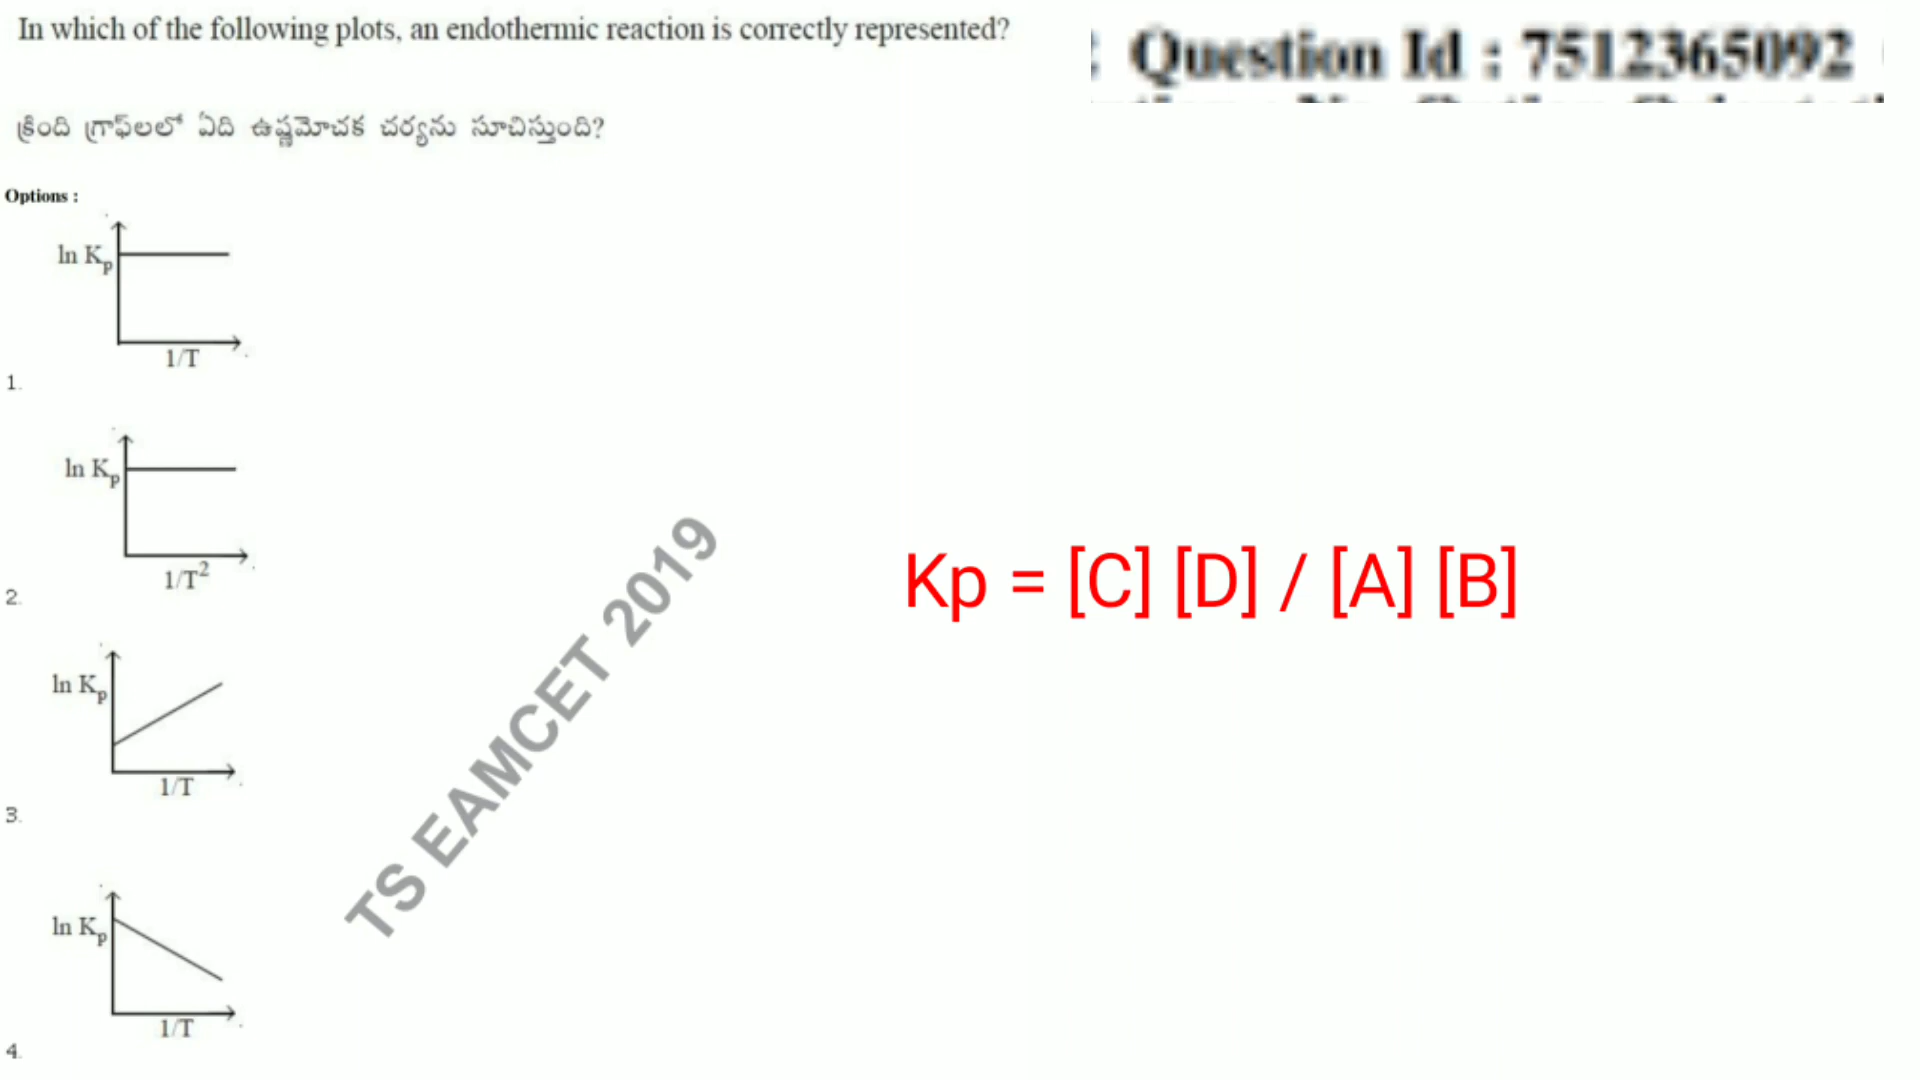 In which of the following plots, an endothermic reaction is correctly represented?
: Question Id : 7512365092
క్రింది గ్రాఫ్‌లలో ఏది ఉష్ణమోచక చర్యను సూచిస్తుంది?
Options :
ln Kp
1/T
1.
ln Kp
1/T²
2.
ln Kp
1/T
3.
ln Kp
1/T
4.
Kp = [C] [D] / [A] [B]
TS EAMCET 2019